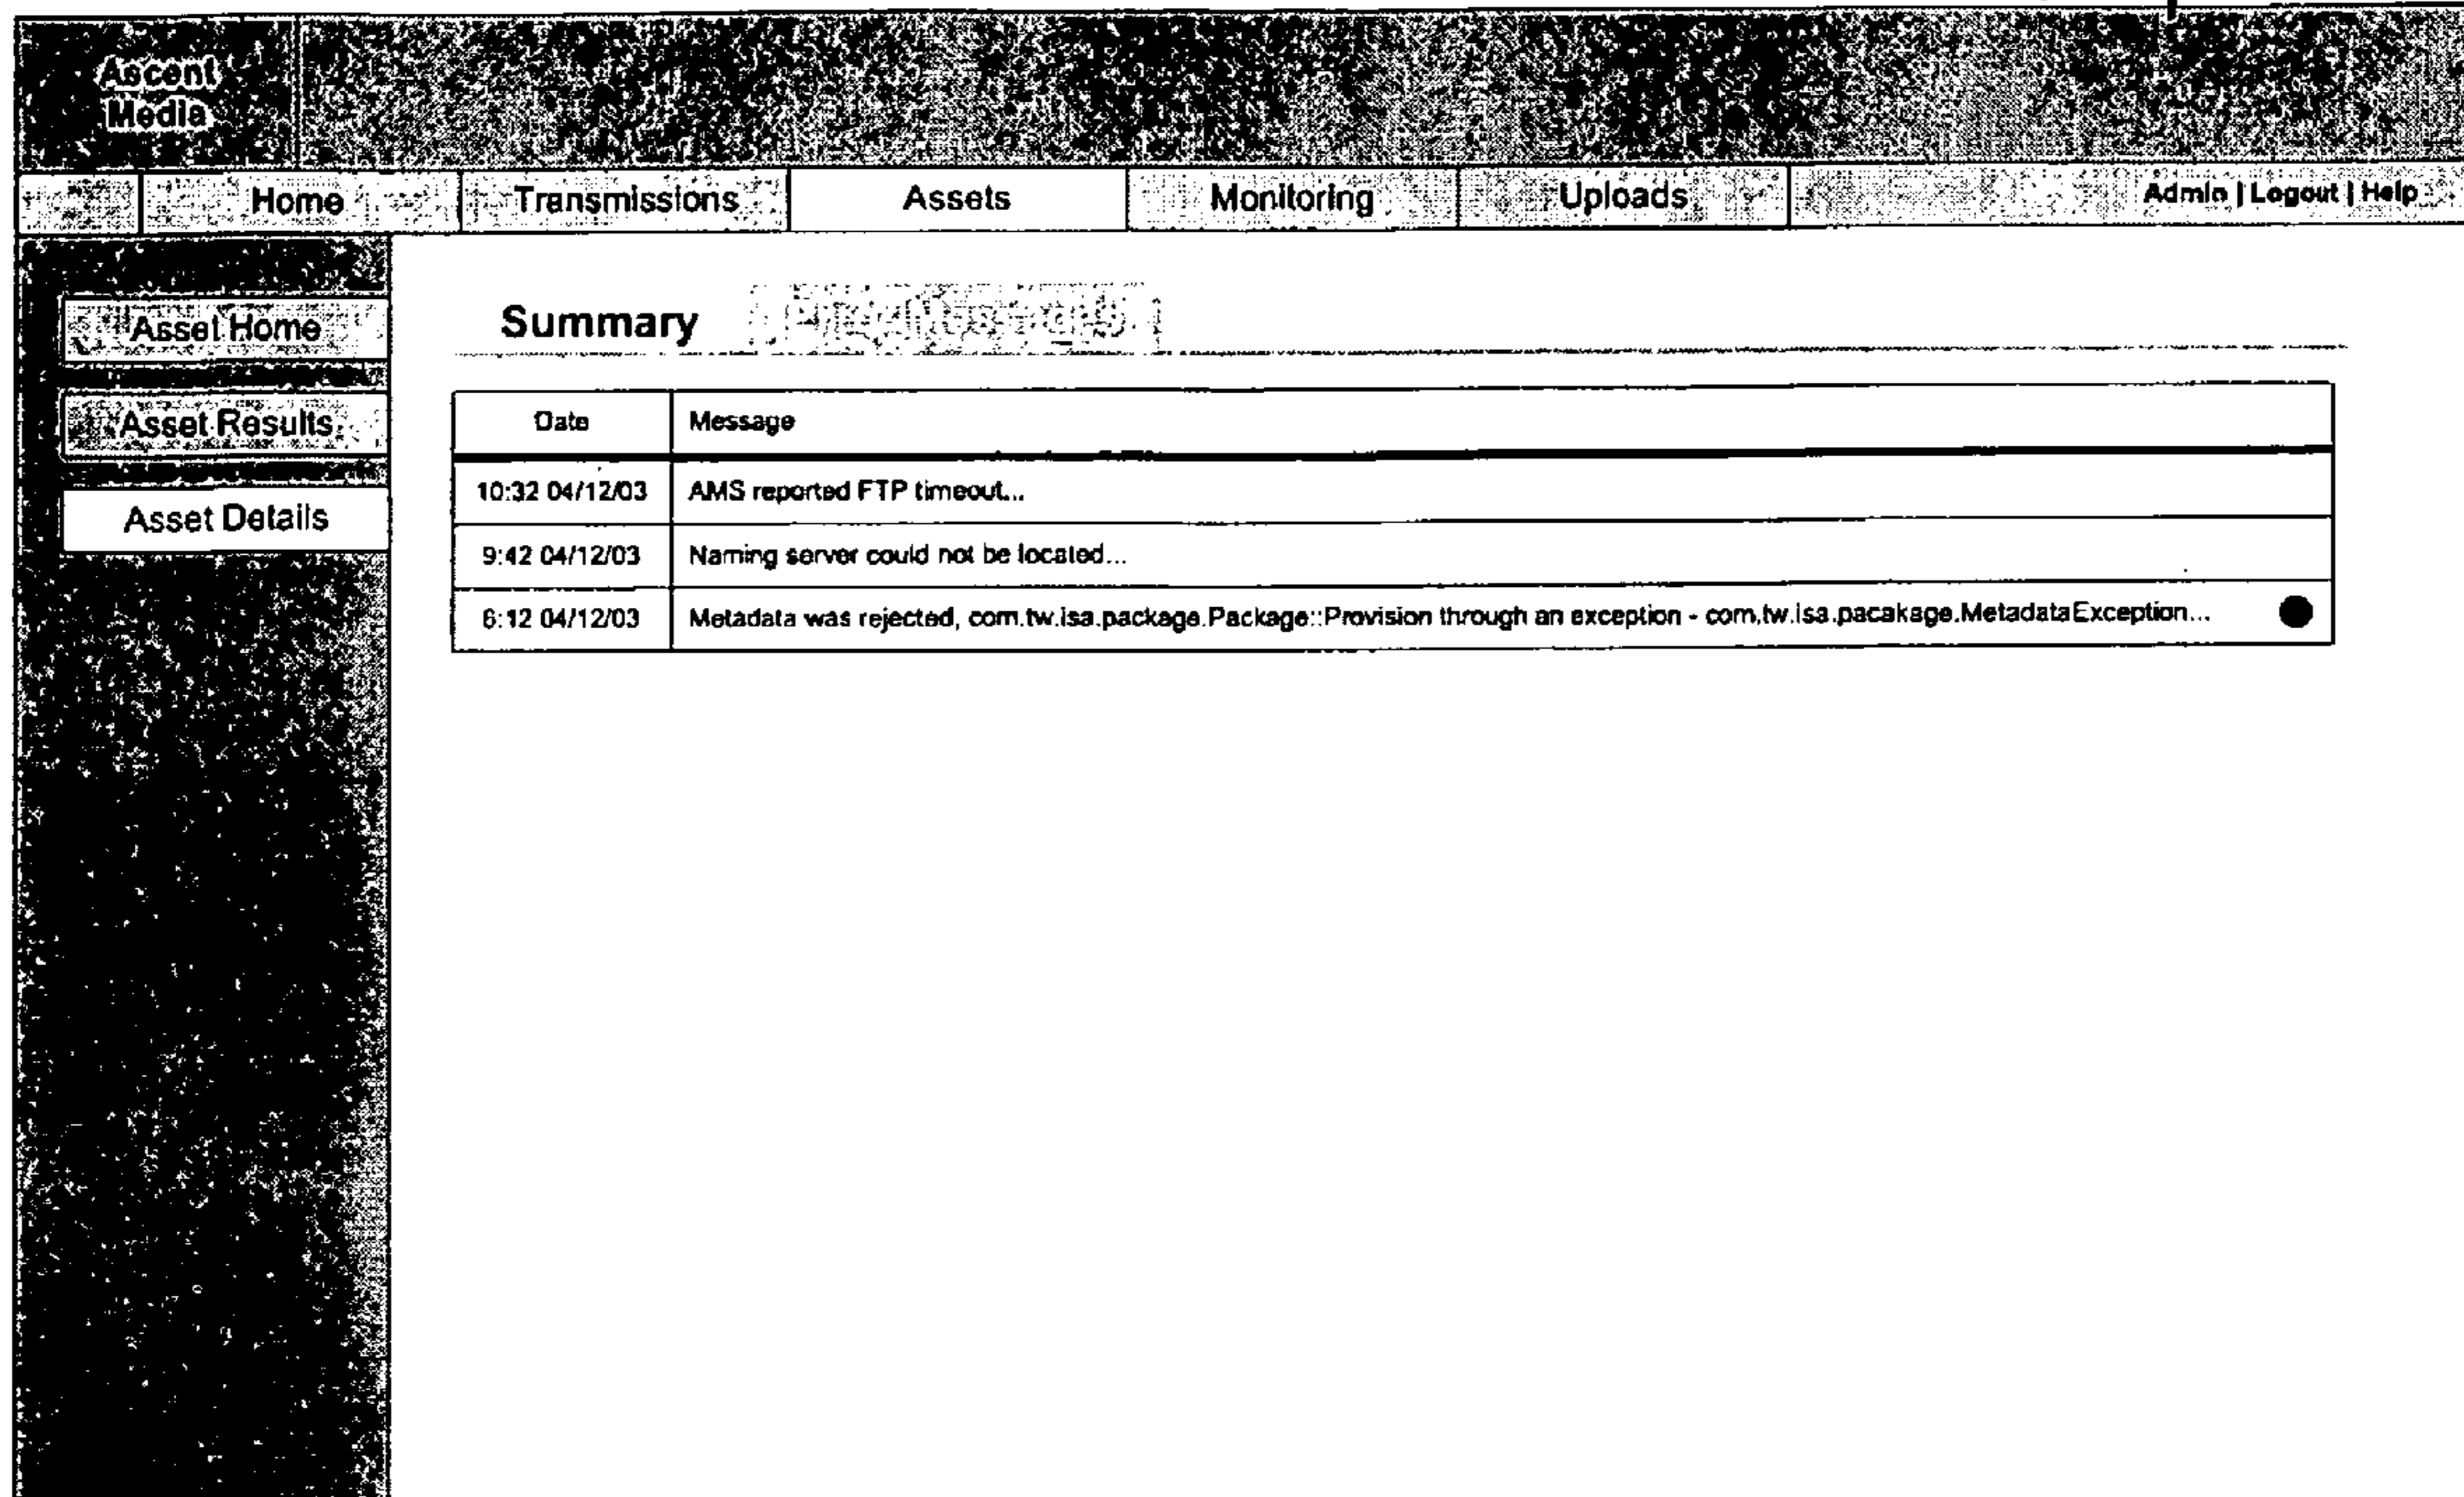 Ascent
Media
Home Transmissions Assets Monitoring Uploads Admin | Logout | Help
Asset Home
Asset Results
Asset Details
Summary
Date Message
10:32 04/12/03 AMS reported FTP timeout...
9:42 04/12/03 Naming server could not be located...
6:12 04/12/03 Metadata was rejected, com.tw.isa.package.Package::Provision through an exception - com.tw.isa.pacakage.MetadataException...